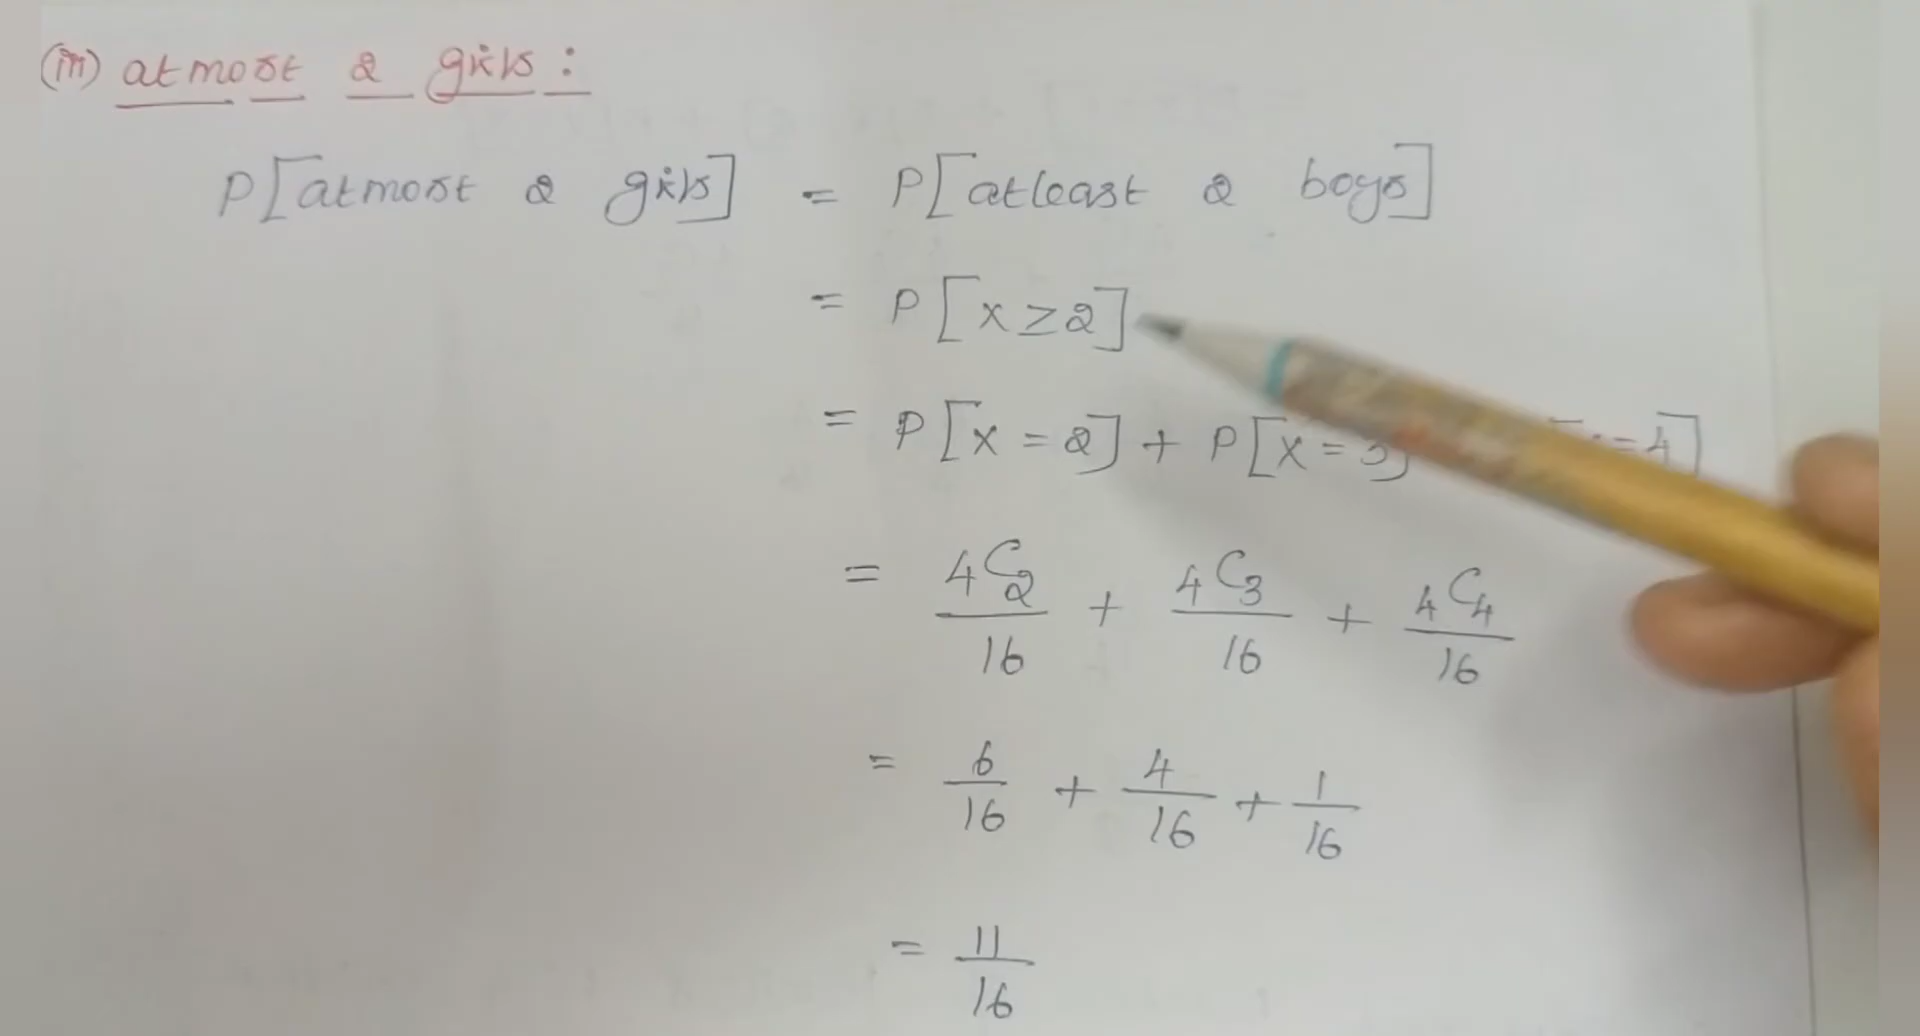 (iii) atmost 2 girls :
P[atmost 2 girls] = P[atleast 2 boys]
= P[x ≥ 2]
= P[x = 2] + P[x = 3] = 4]
= 4C2/16 + 4C3/16 + 4C4/16
= 6/16 + 4/16 + 1/16
= 11/16